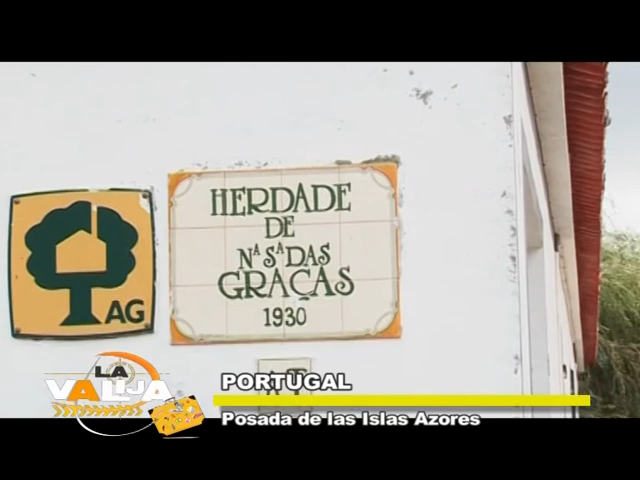 HERDADE
DE
Nª Sª DAS
GRAÇAS
1930
AG
LA
VALIJA
PORTUGAL
Posada de las Islas Azores